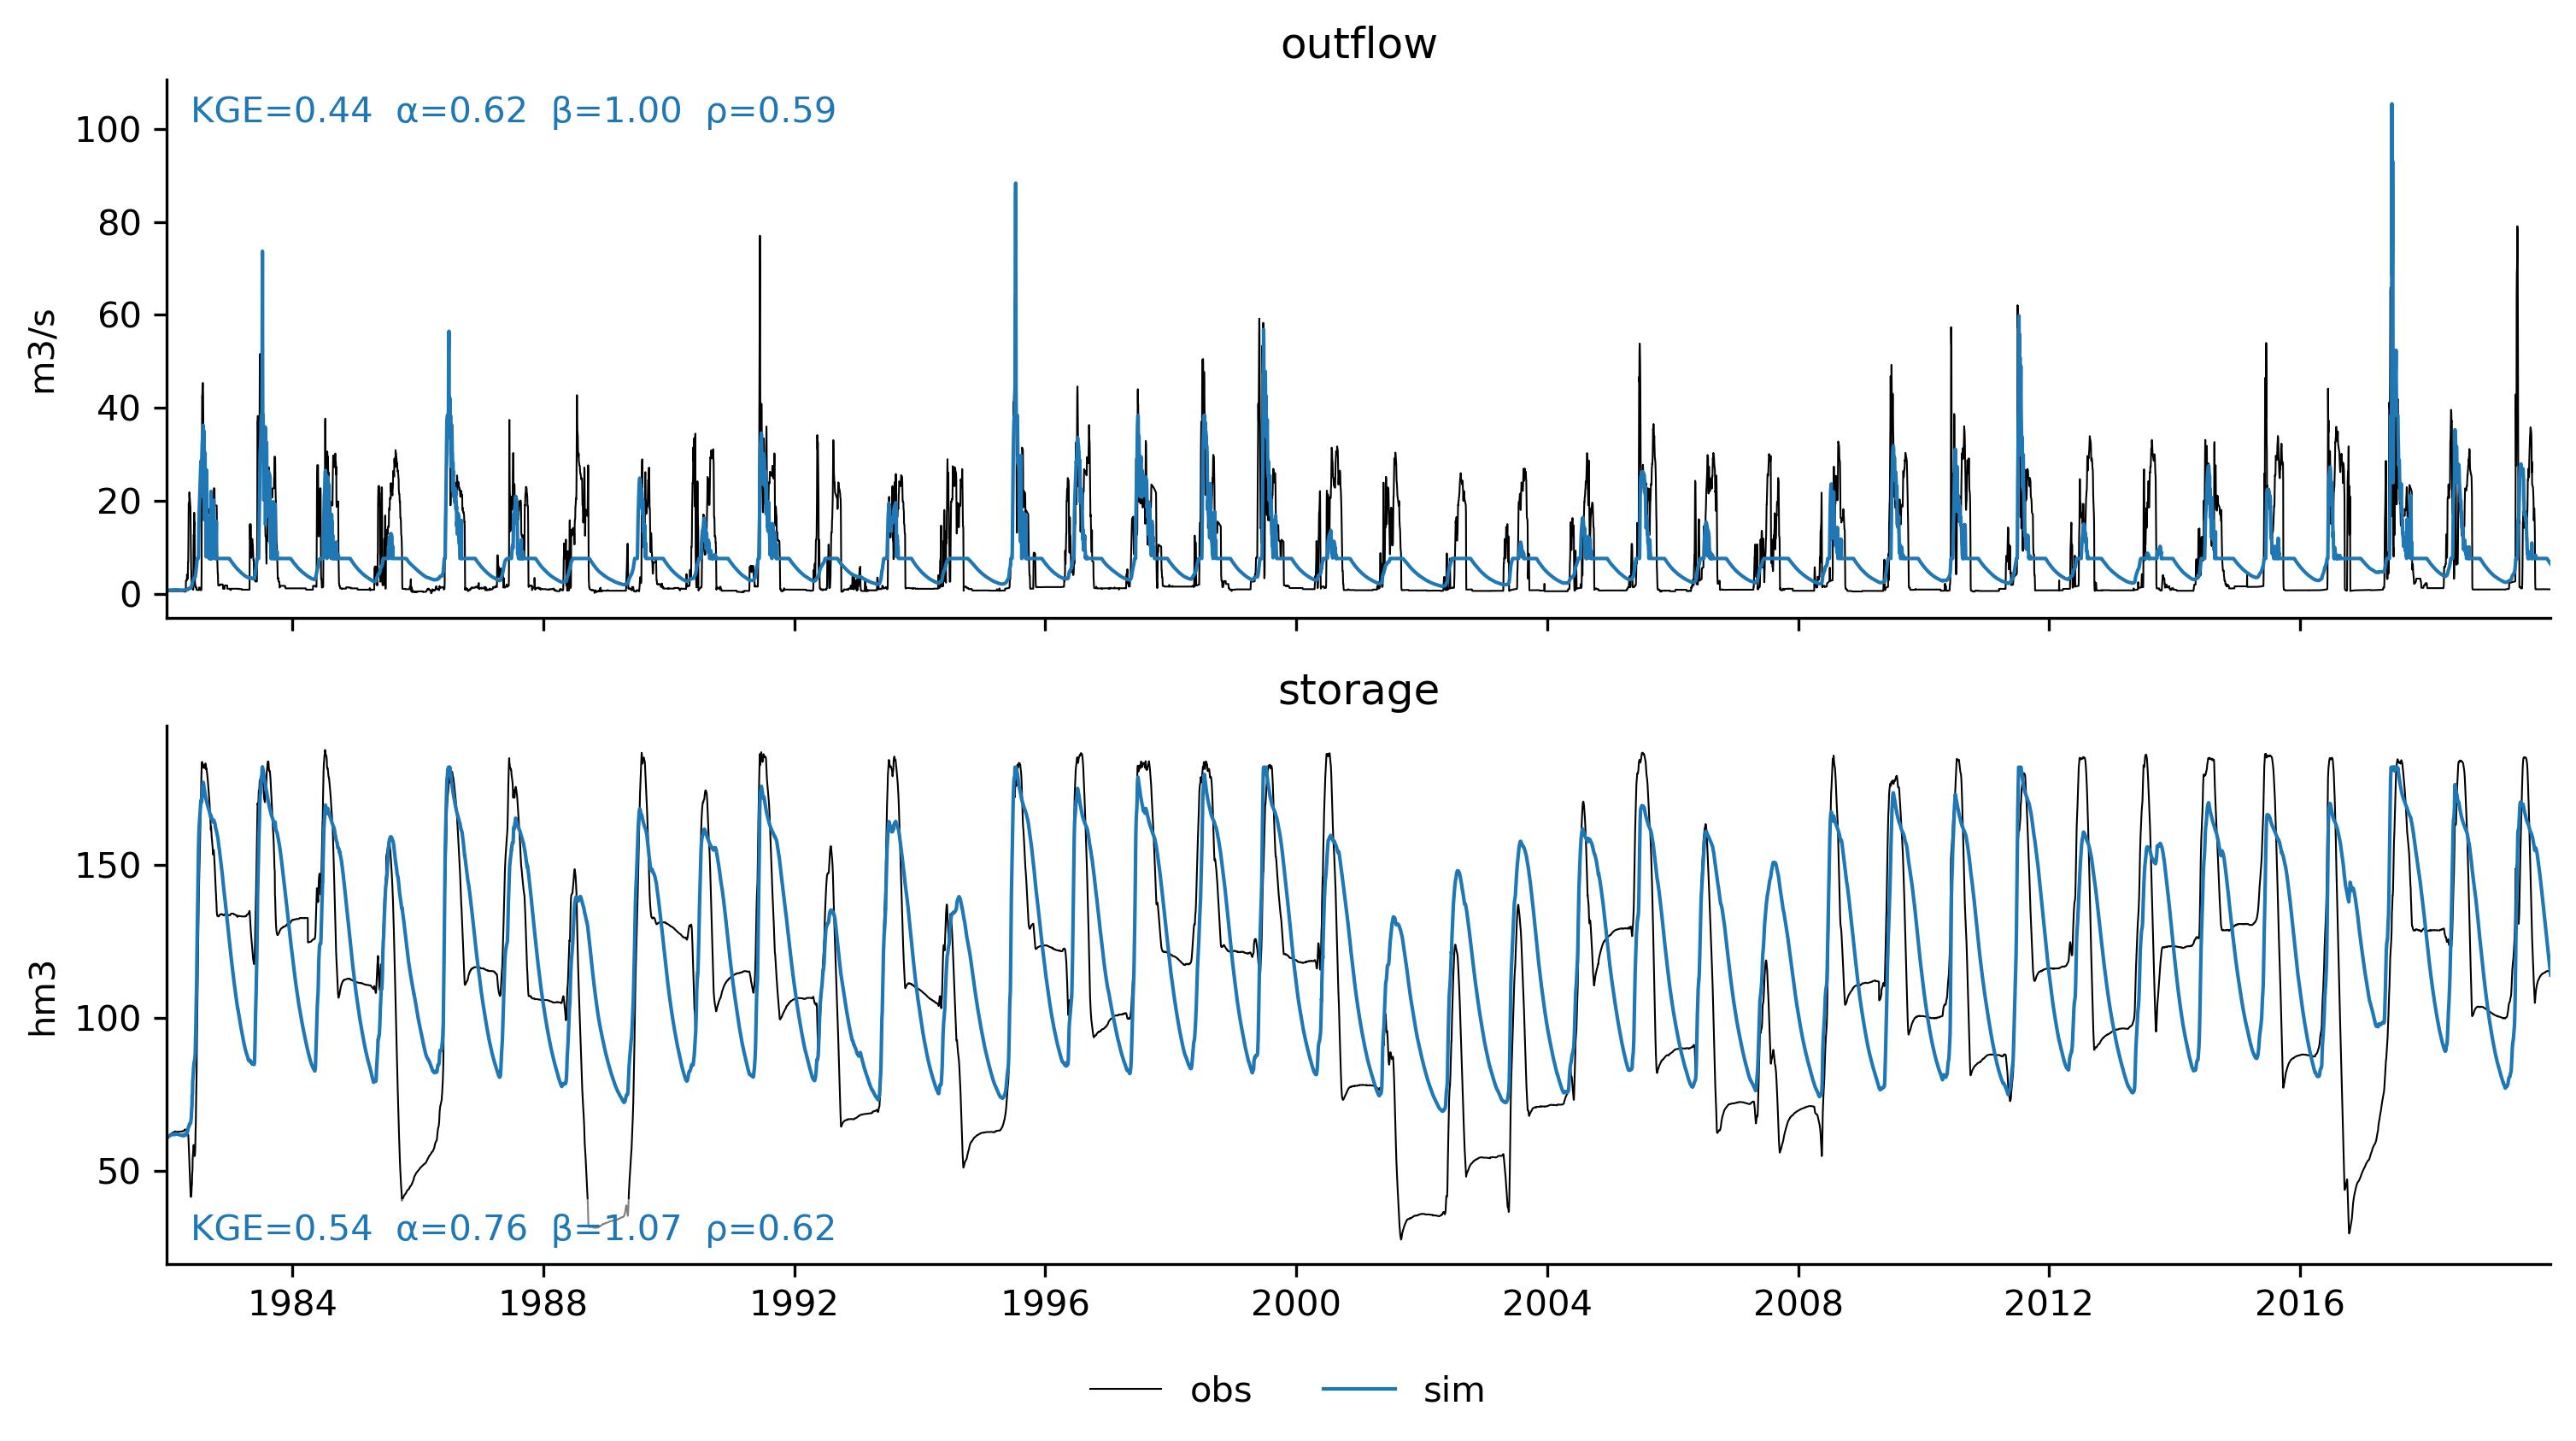 outflow
KGE=0.44 α=0.62 β=1.00 ρ=0.59
100
80
60
40
20
0
m3/s
storage
150
100
50
hm3
KGE=0.54 α=0.76 β=1.07 ρ=0.62
1984 1988 1992 1996 2000 2004 2008 2012 2016
obs sim